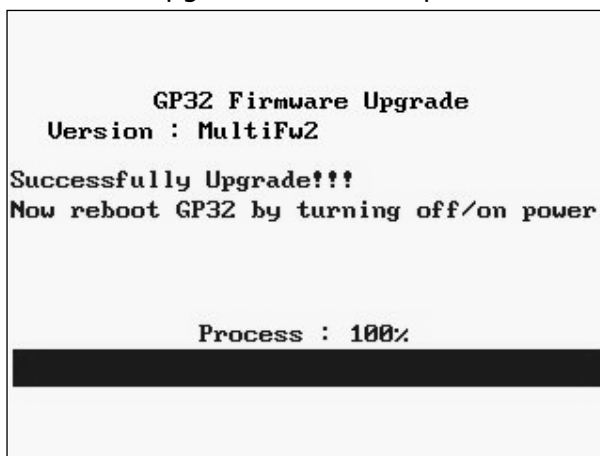 GP32 Firmware Upgrade
Version : MultiFw2
Successfully Upgrade!!!
Now reboot GP32 by turning off/on power
Process : 100%